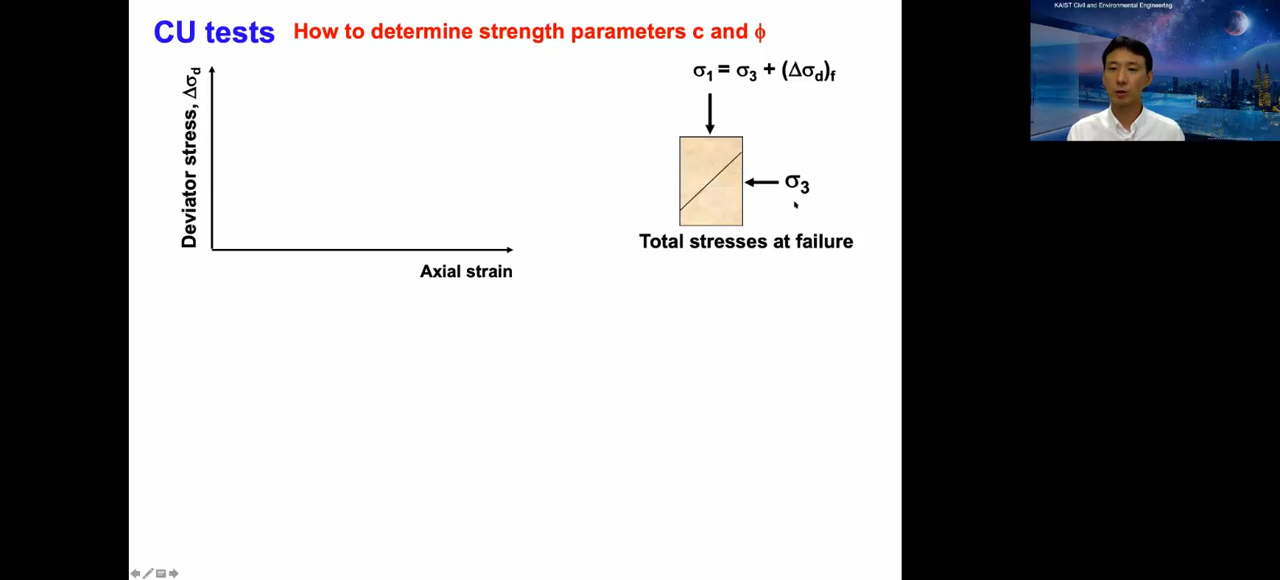 CU tests How to determine strength parameters c and ϕ
Deviator stress, Δσd
Axial strain
σ1 = σ3 + (Δσd)f
σ3
Total stresses at failure
KAIST Civil and Environmental Engineering